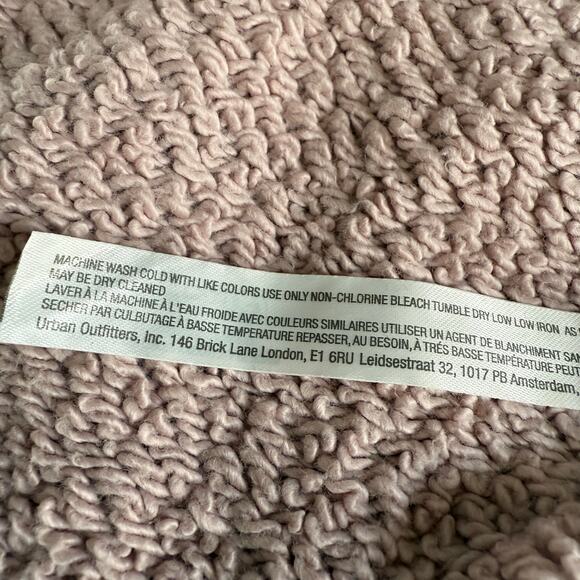 MACHINE WASH COLD WITH LIKE COLORS USE ONLY NON-CHLORINE BLEACH TUMBLE DRY LOW LOW IRON AS
MAY BE DRY CLEANED
LAVER À LA MACHINE À L'EAU FROIDE AVEC COULEURS SIMILAIRES UTILISER UN AGENT DE BLANCHIMENT SAN
SECHER PAR CULBUTAGE À BASSE TEMPERATURE REPASSER, AU BESOIN, À TRÈS BASSE TEMPÉRATURE PEUT
Urban Outfitters, Inc. 146 Brick Lane London, E1 6RU Leidsestraat 32, 1017 PB Amsterdam,